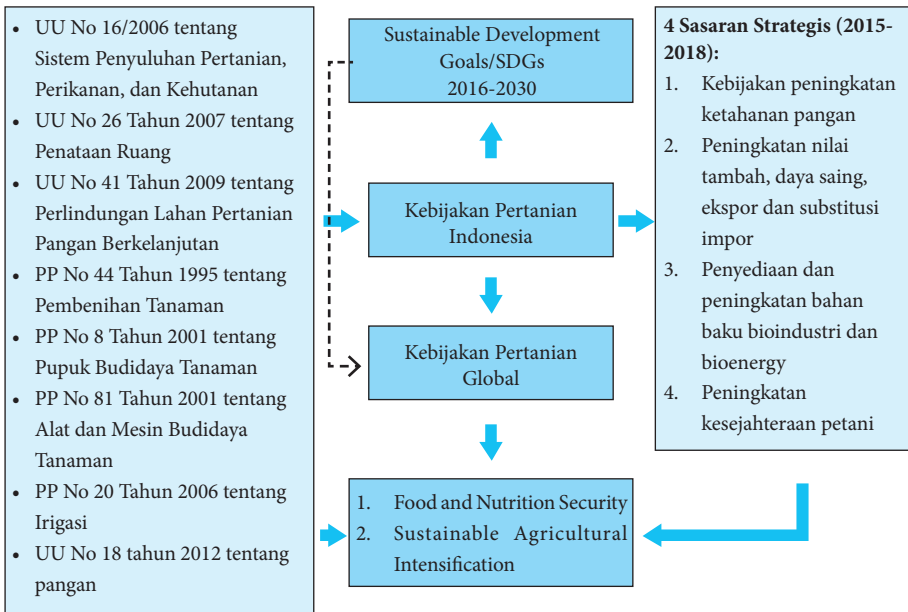 • UU No 16/2006 tentang
Sistem Penyuluhan Pertanian,
Perikanan, dan Kehutanan
• UU No 26 Tahun 2007 tentang
Penataan Ruang
• UU No 41 Tahun 2009 tentang
Perlindungan Lahan Pertanian
Pangan Berkelanjutan
• PP No 44 Tahun 1995 tentang
Pembenihan Tanaman
• PP No 8 Tahun 2001 tentang
Pupuk Budidaya Tanaman
• PP No 81 Tahun 2001 tentang
Alat dan Mesin Budidaya
Tanaman
• PP No 20 Tahun 2006 tentang
Irigasi
• UU No 18 tahun 2012 tentang
pangan
Sustainable Development
Goals/SDGs
2016-2030
Kebijakan Pertanian
Indonesia
Kebijakan Pertanian
Global
1. Food and Nutrition Security
2. Sustainable Agricultural
Intensification
4 Sasaran Strategis (2015-
2018):
1. Kebijakan peningkatan
ketahanan pangan
2. Peningkatan nilai
tambah, daya saing,
ekspor dan substitusi
impor
3. Penyediaan dan
peningkatan bahan
baku bioindustri dan
bioenergy
4. Peningkatan
kesejahteraan petani